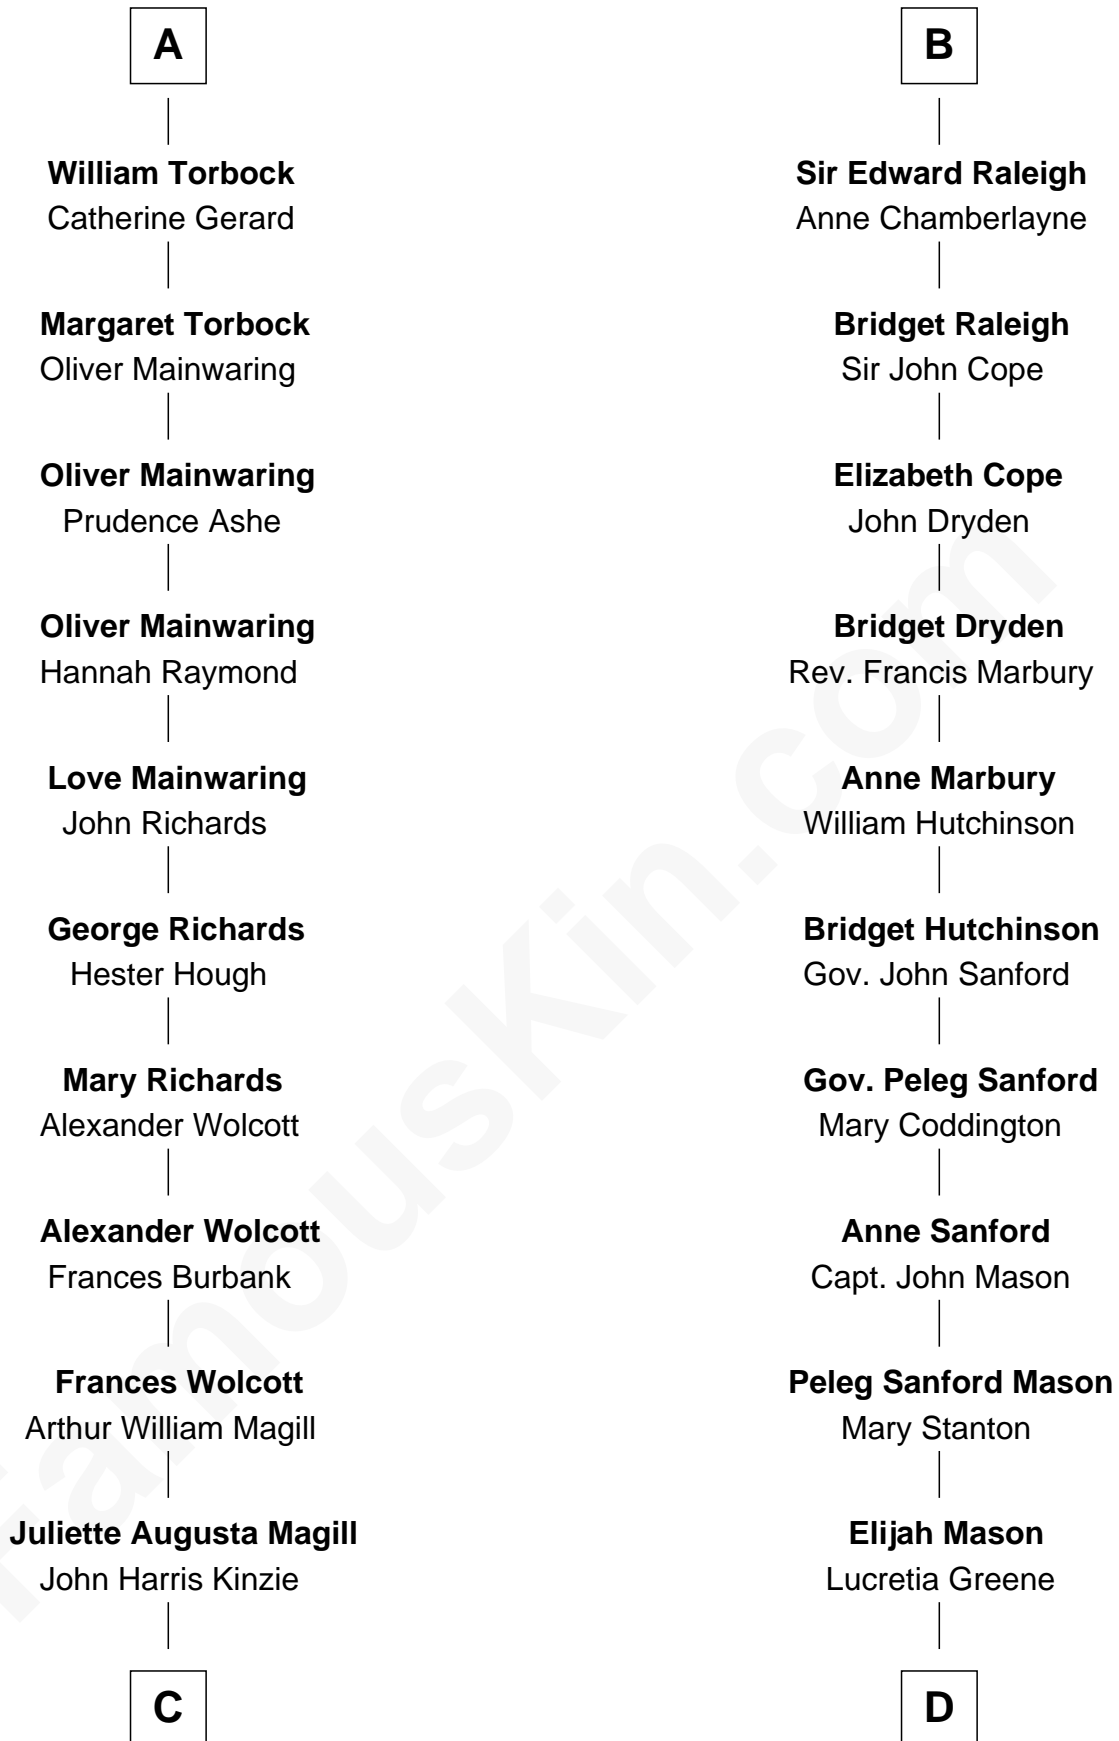 A
William Torbock
Catherine Gerard
Margaret Torbock
Oliver Mainwaring
Oliver Mainwaring
Prudence Ashe
Oliver Mainwaring
Hannah Raymond
Love Mainwaring
John Richards
George Richards
Hester Hough
Mary Richards
Alexander Wolcott
Alexander Wolcott
Frances Burbank
Frances Wolcott
Arthur William Magill
Juliette Augusta Magill
John Harris Kinzie
C
B
Sir Edward Raleigh
Anne Chamberlayne
Bridget Raleigh
Sir John Cope
Elizabeth Cope
John Dryden
Bridget Dryden
Rev. Francis Marbury
Anne Marbury
William Hutchinson
Bridget Hutchinson
Gov. John Sanford
Gov. Peleg Sanford
Mary Coddington
Anne Sanford
Capt. John Mason
Peleg Sanford Mason
Mary Stanton
Elijah Mason
Lucretia Greene
D
FamousKin.com